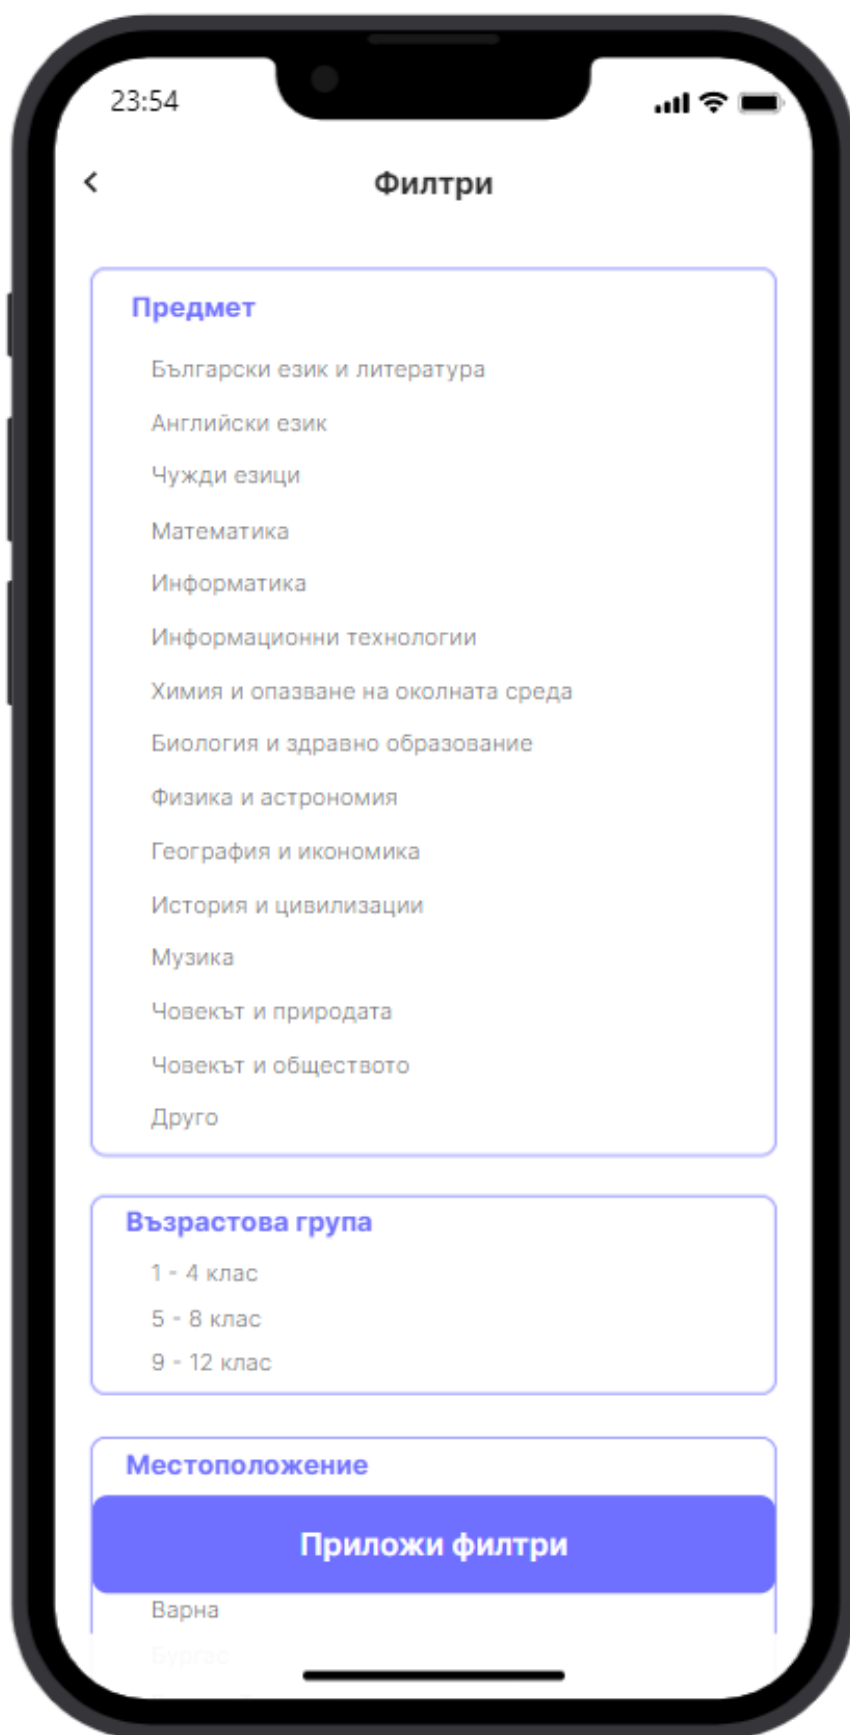 23:54
Филтри
Предмет
Български език и литература
Английски език
Чужди езици
Математика
Информатика
Информационни технологии
Химия и опазване на околната среда
Биология и здравно образование
Физика и астрономия
География и икономика
История и цивилизации
Музика
Човекът и природата
Човекът и обществото
Друго
Възрастова група
1 - 4 клас
5 - 8 клас
9 - 12 клас
Местоположение
Приложи филтри
Варна
Бургас